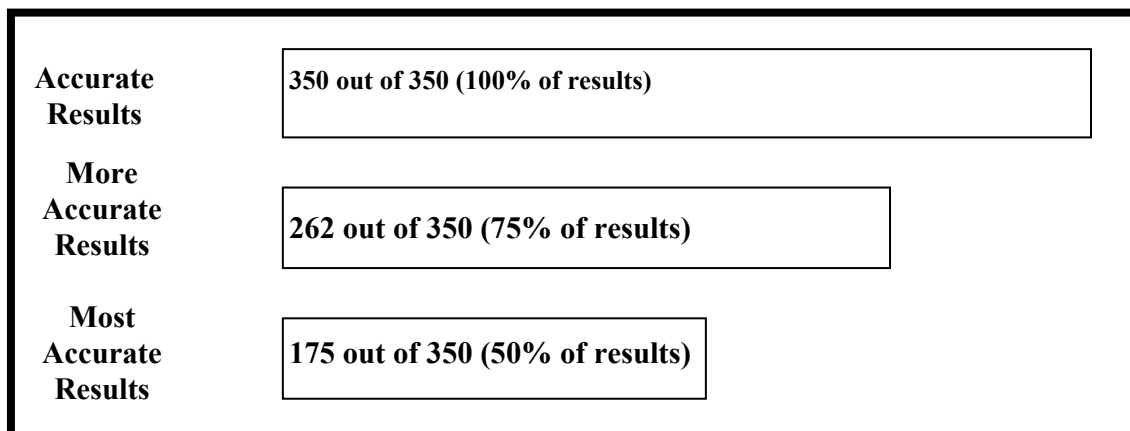 Accurate
Results
350 out of 350 (100% of results)
More
Accurate
Results
262 out of 350 (75% of results)
Most
Accurate
Results
175 out of 350 (50% of results)